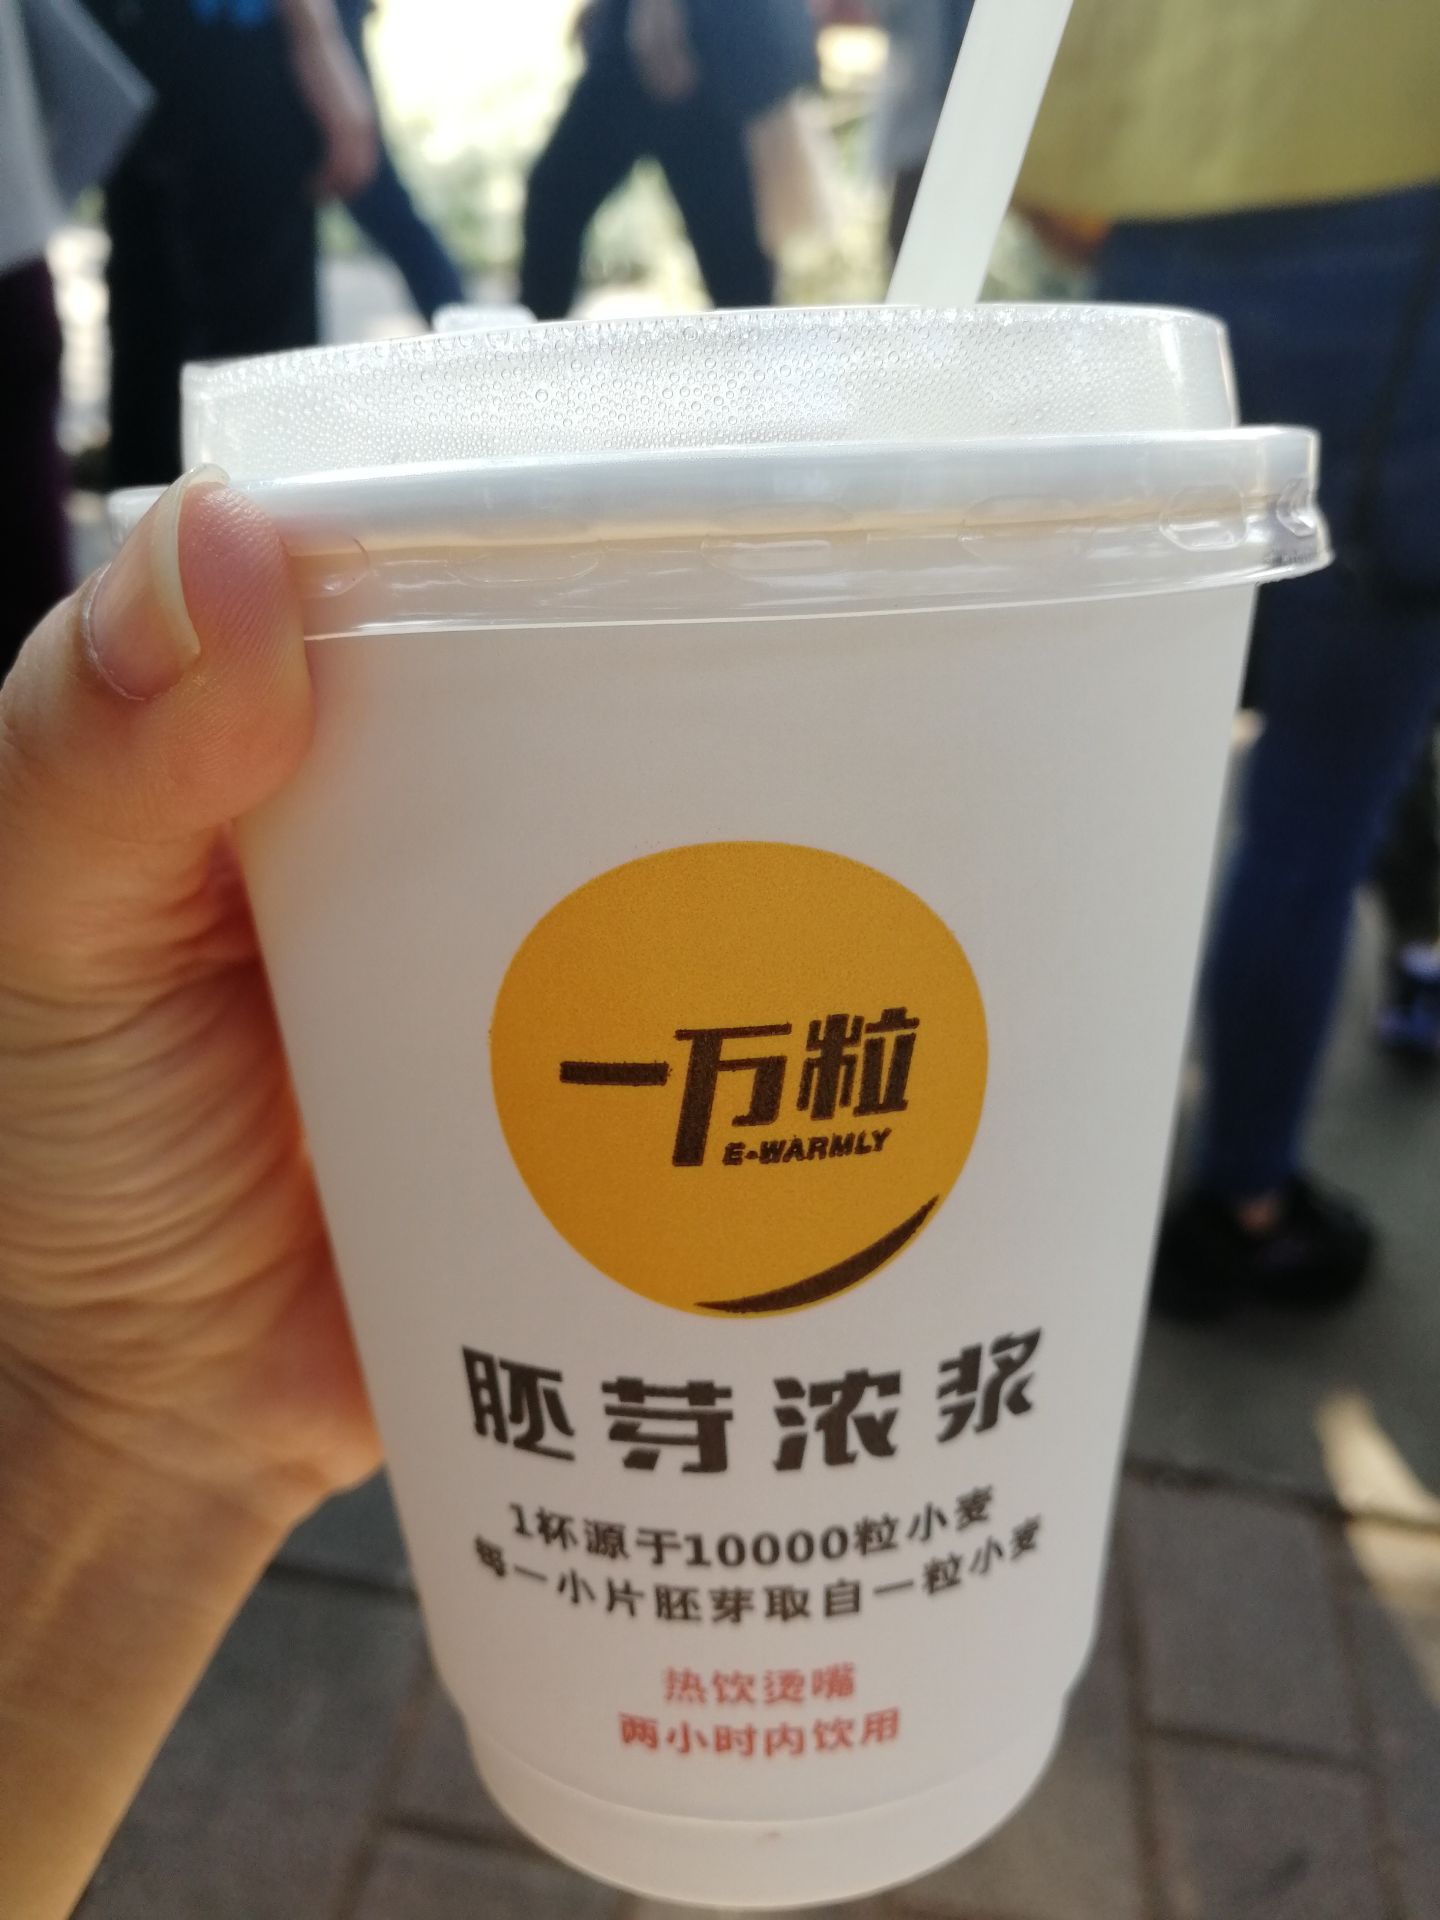 一万粒
E-WARMLY
胚芽浓浆
1杯源于10000粒小麦
每一小片胚芽取自一粒小麦
热饮烫嘴
两小时内饮用